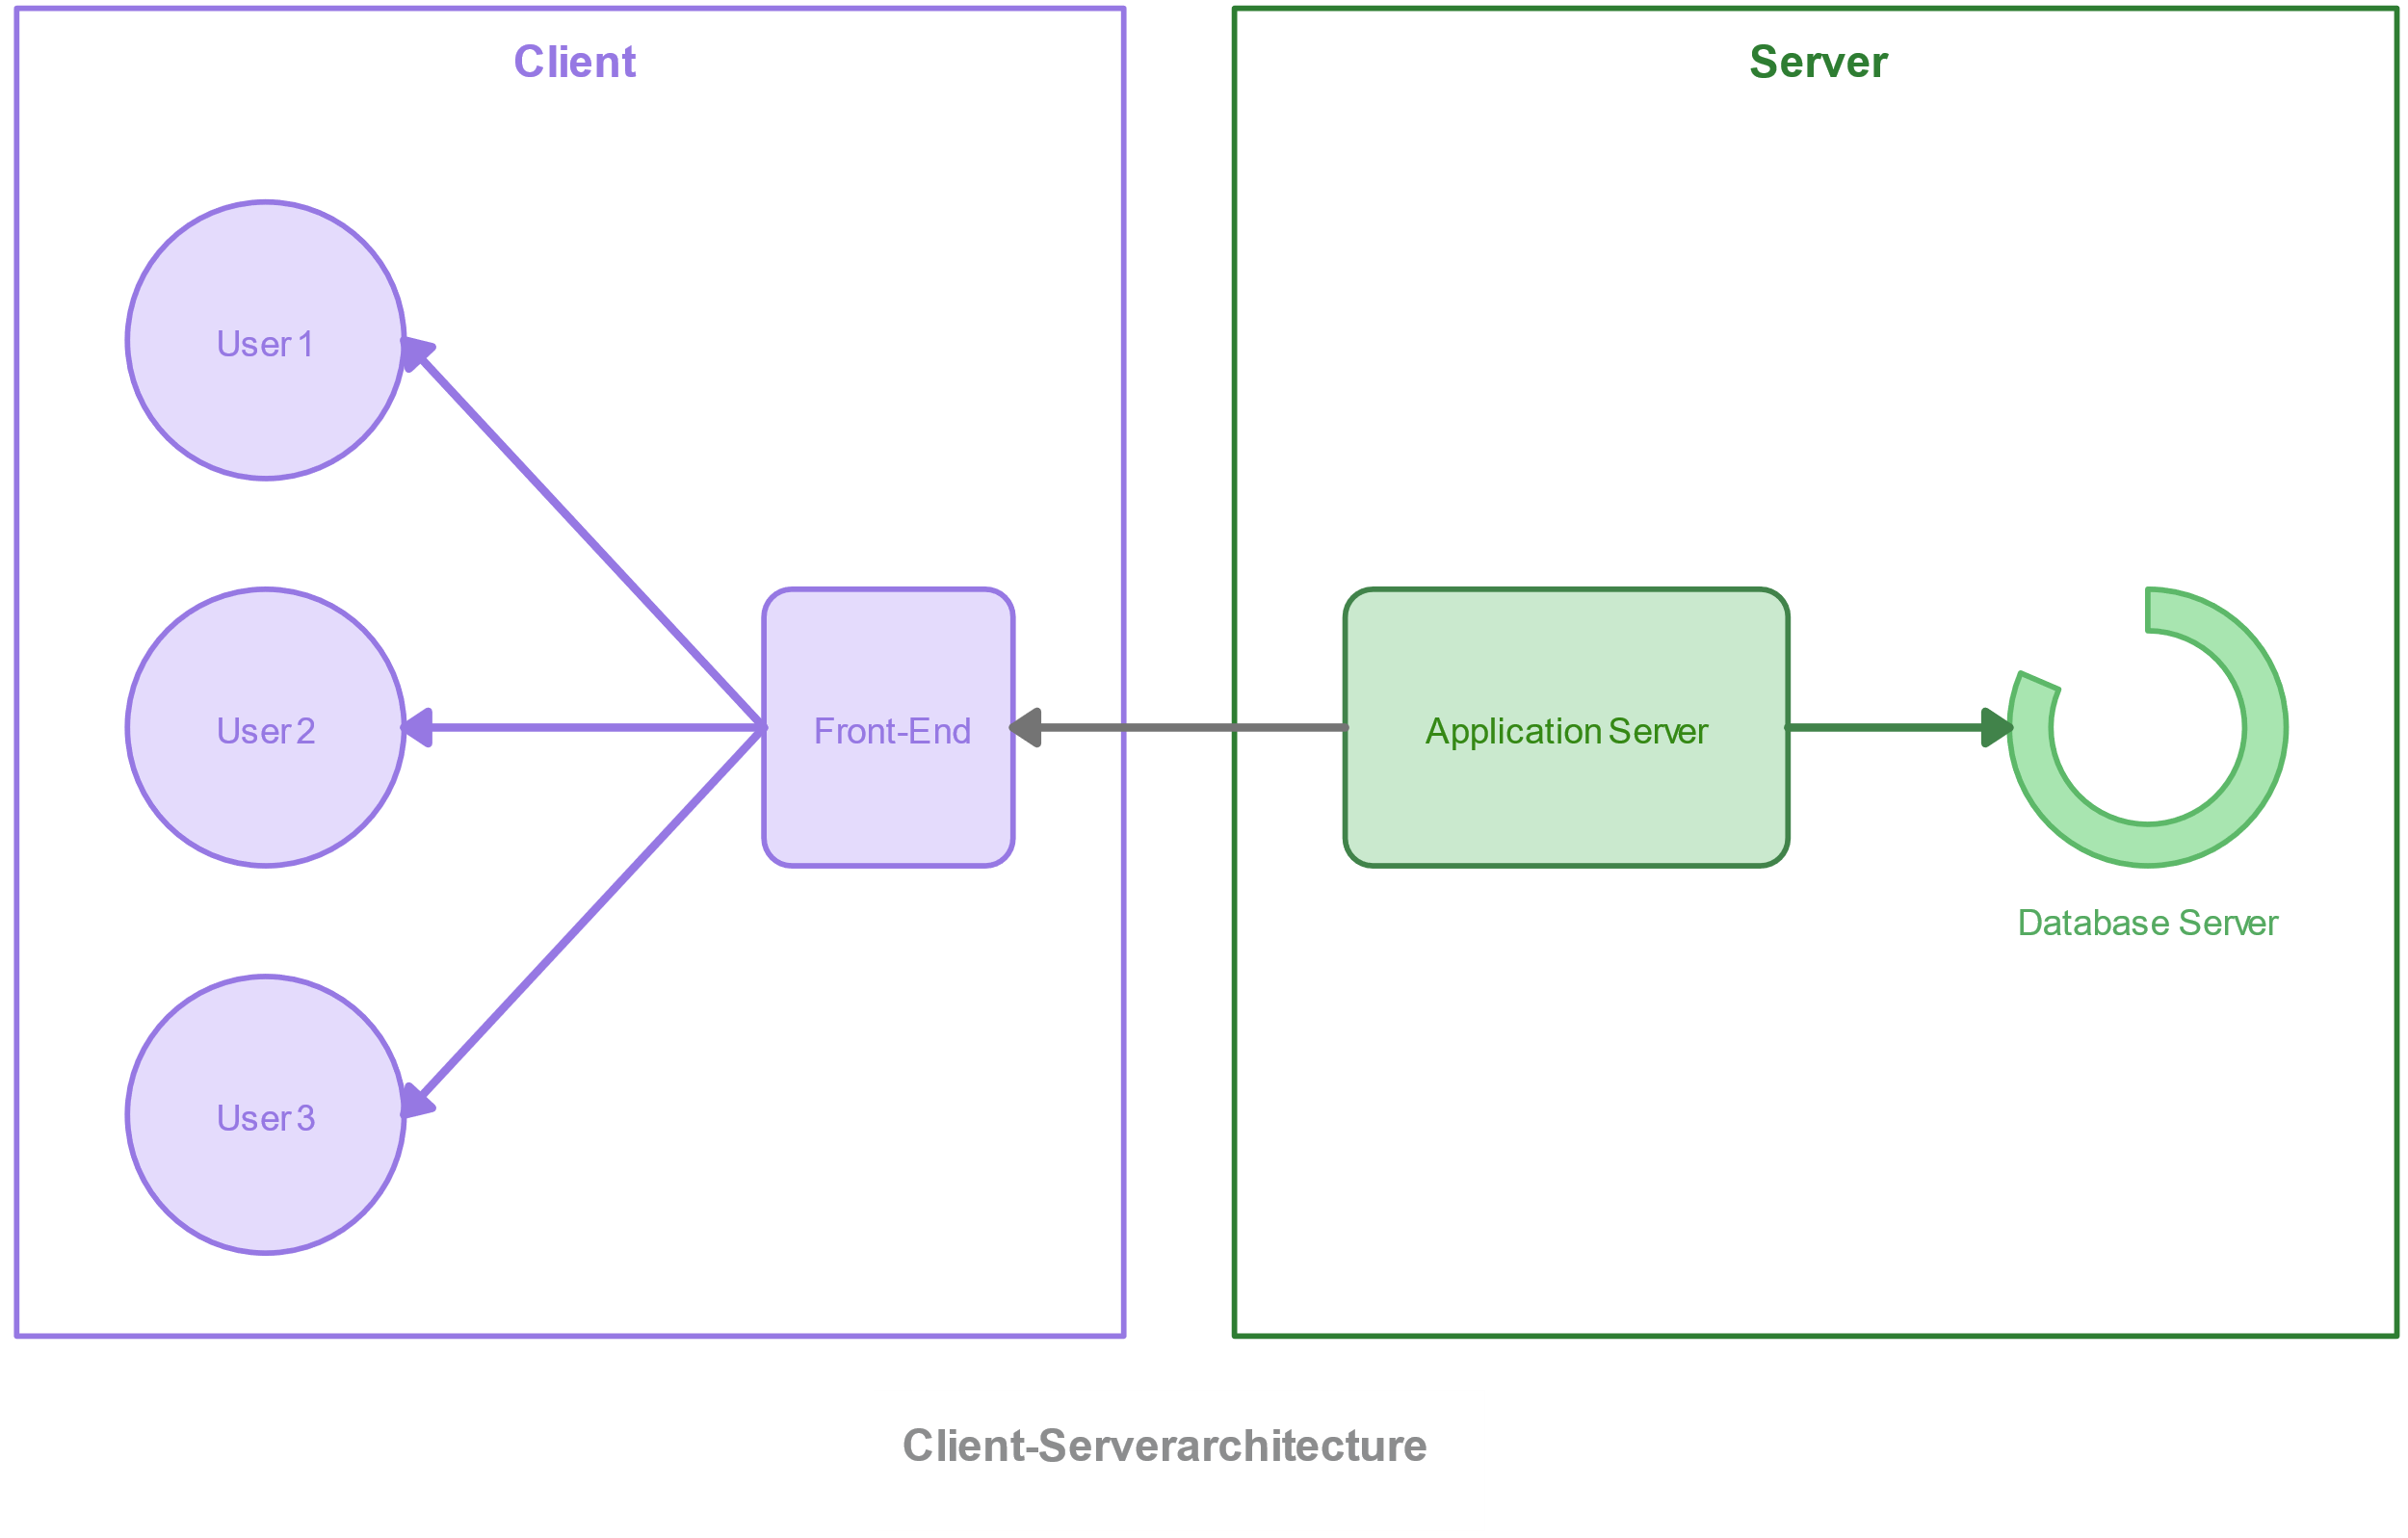 Client
Server
User 1
User 2
Front-End
Application Server
Database Server
User 3
Client-Serverarchitecture